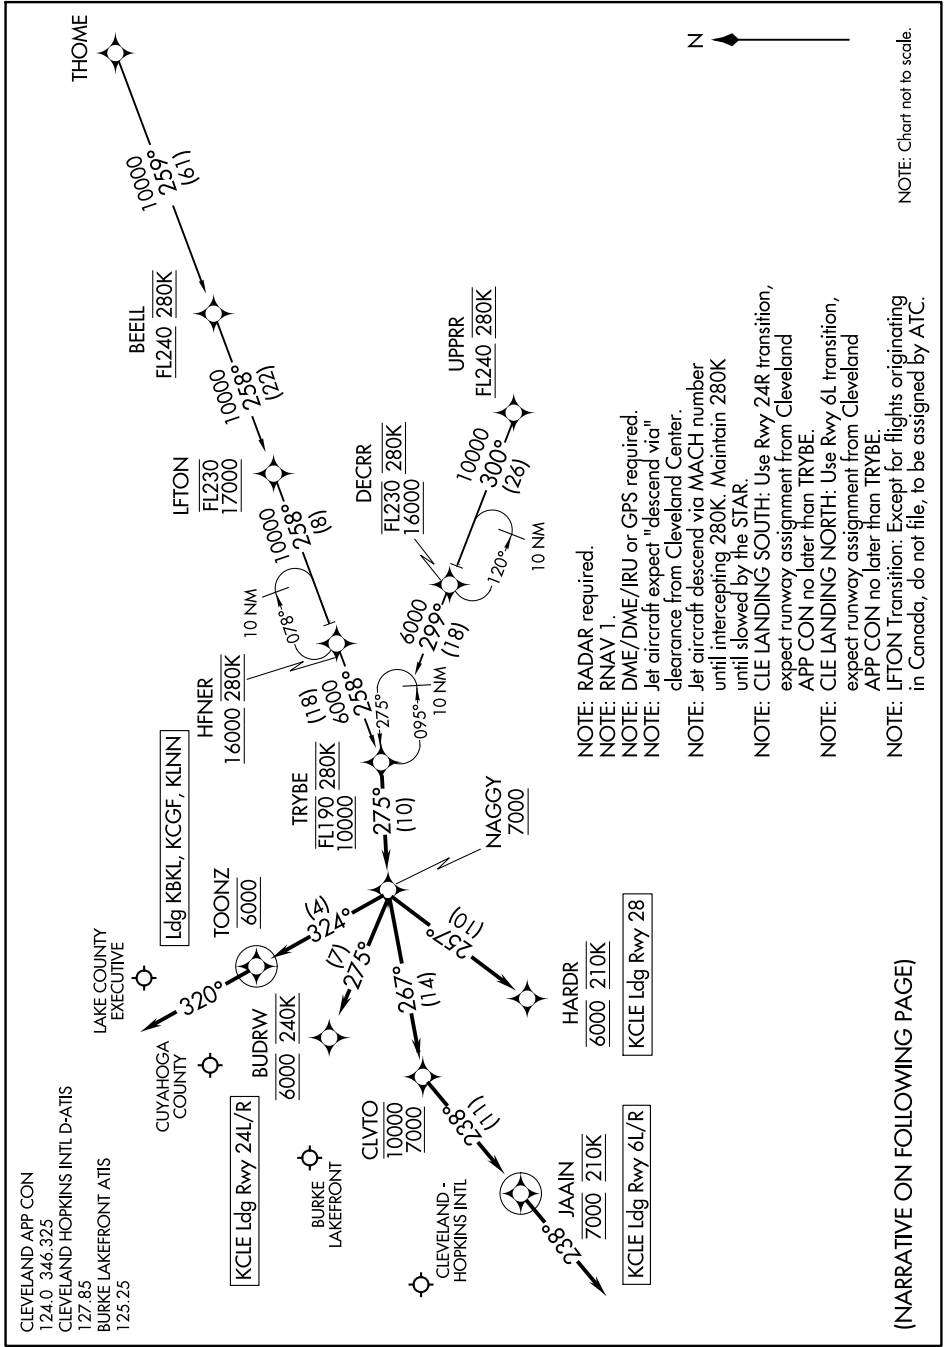 CLEVELAND APP CON
124.0 346.325
CLEVELAND HOPKINS INTL D-ATIS
127.85
BURKE LAKEFRONT ATIS
125.25
THOME
10000
259°
(61)
BEELL
FL240 280K
10000
258°
(22)
LFTON
FL230
17000
10000
258°
(8)
10 NM
078°
HFNER
16000 280K
(18)
6000
258°
UPPRR
FL240 280K
10000
300°
(26)
DECRR
FL230 280K
16000
120°
10 NM
6000
299°
(18)
10 NM
275°
095°
TRYBE
FL190 280K
10000
275°
(10)
NAGGY
7000
Ldg KBKL, KCGF, KLNN
TOONZ
6000
(4)
324°
320°
LAKE COUNTY
EXECUTIVE
CUYAHOGA
COUNTY
(7)
275°
BUDRW
6000 240K
KCLE Ldg Rwy 24L/R
BURKE
LAKEFRONT
267°
(14)
CLVTO
10000
7000
238°
(11)
CLEVELAND -
HOPKINS INTL
JAAIN
7000 210K
KCLE Ldg Rwy 6L/R
238°
257°
(10)
HARDR
6000 210K
KCLE Ldg Rwy 28
N
NOTE: RADAR required.
NOTE: RNAV 1.
NOTE: DME/DME/IRU or GPS required.
NOTE: Jet aircraft expect "descend via"
clearance from Cleveland Center.
NOTE: Jet aircraft descend via MACH number
until intercepting 280K. Maintain 280K
until slowed by the STAR.
NOTE: CLE LANDING SOUTH: Use Rwy 24R transition,
expect runway assignment from Cleveland
APP CON no later than TRYBE.
NOTE: CLE LANDING NORTH: Use Rwy 6L transition,
expect runway assignment from Cleveland
APP CON no later than TRYBE.
NOTE: LFTON Transition: Except for flights originating
in Canada, do not file, to be assigned by ATC.
NOTE: Chart not to scale.
(NARRATIVE ON FOLLOWING PAGE)